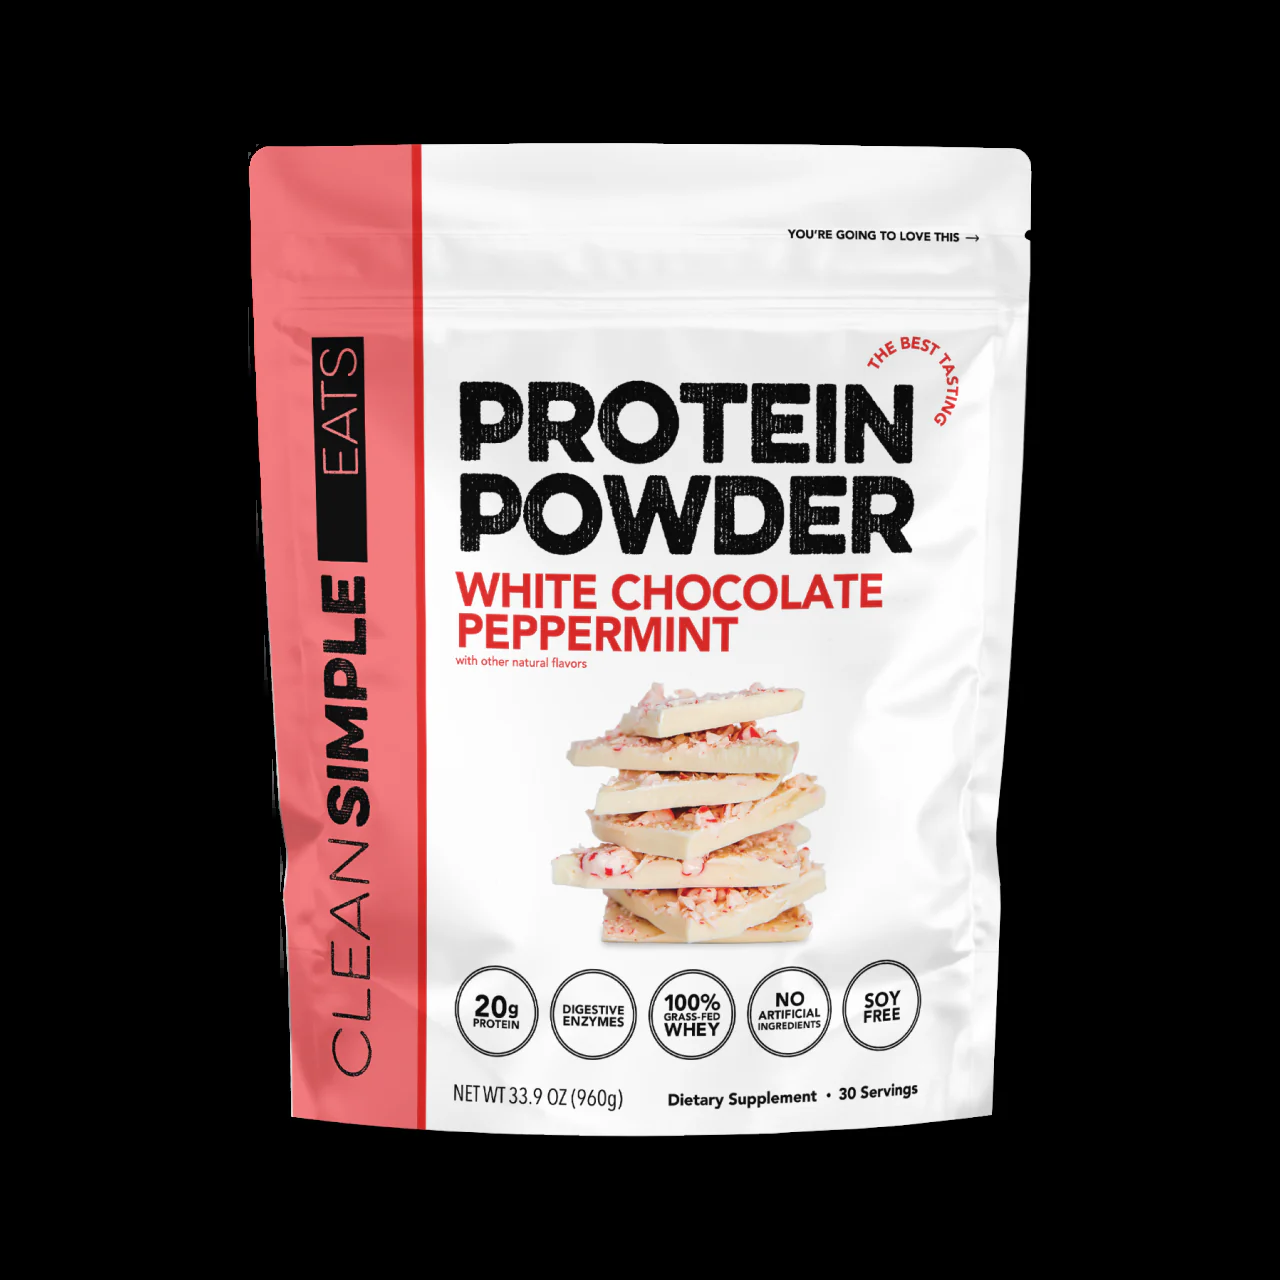 YOU'RE GOING TO LOVE THIS →
THE BEST TASTING
PROTEIN
POWDER
WHITE CHOCOLATE
PEPPERMINT
with other natural flavors
CLEAN SIMPLE EATS
20g
PROTEIN
DIGESTIVE
ENZYMES
100%
GRASS-FED
WHEY
NO
ARTIFICIAL
INGREDIENTS
SOY
FREE
NET WT 33.9 OZ (960g)
Dietary Supplement • 30 Servings